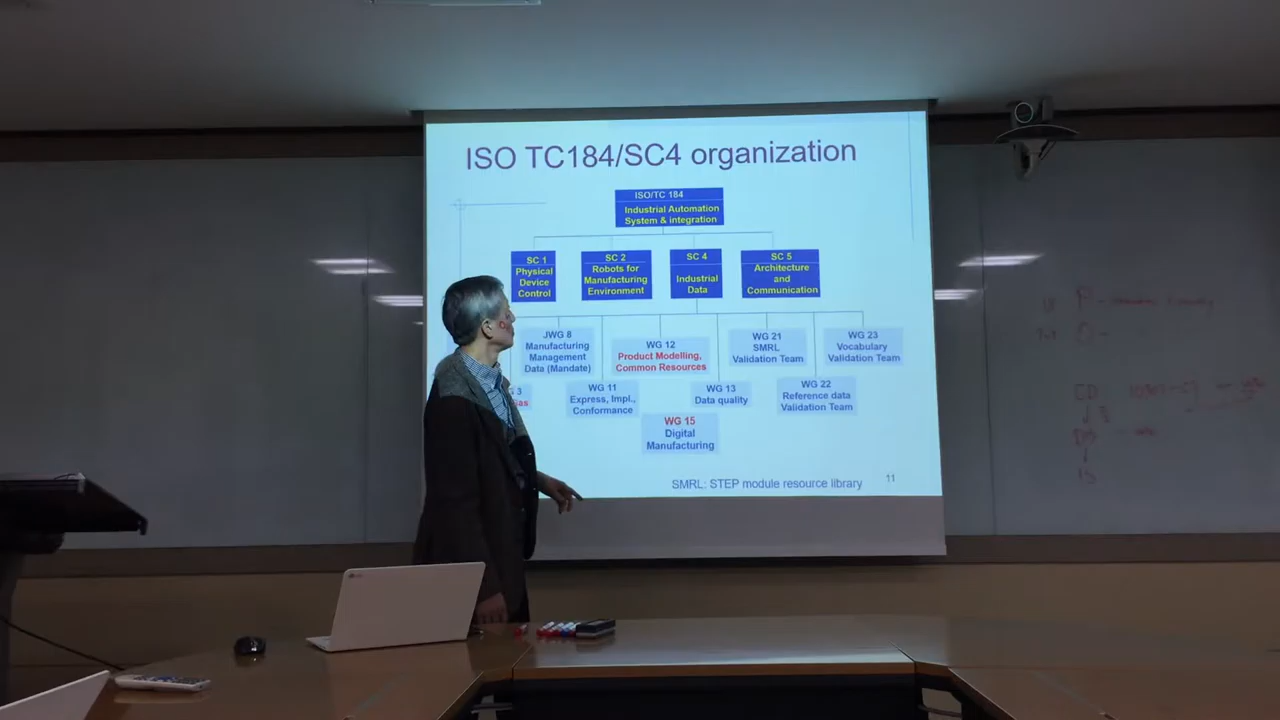 ISO TC184/SC4 organization
ISO/TC 184
Industrial Automation
System & integration
SC 1
Physical
Device
Control
SC 2
Robots for
Manufacturing
Environment
SC 4
Industrial
Data
SC 5
Architecture
and
Communication
JWG 8
Manufacturing
Management
Data (Mandate)
WG 12
Product Modelling,
Common Resources
WG 21
SMRL
Validation Team
WG 23
Vocabulary
Validation Team
3
Gas
WG 11
Express, Impl.,
Conformance
WG 13
Data quality
WG 22
Reference data
Validation Team
WG 15
Digital
Manufacturing
SMRL: STEP module resource library
11